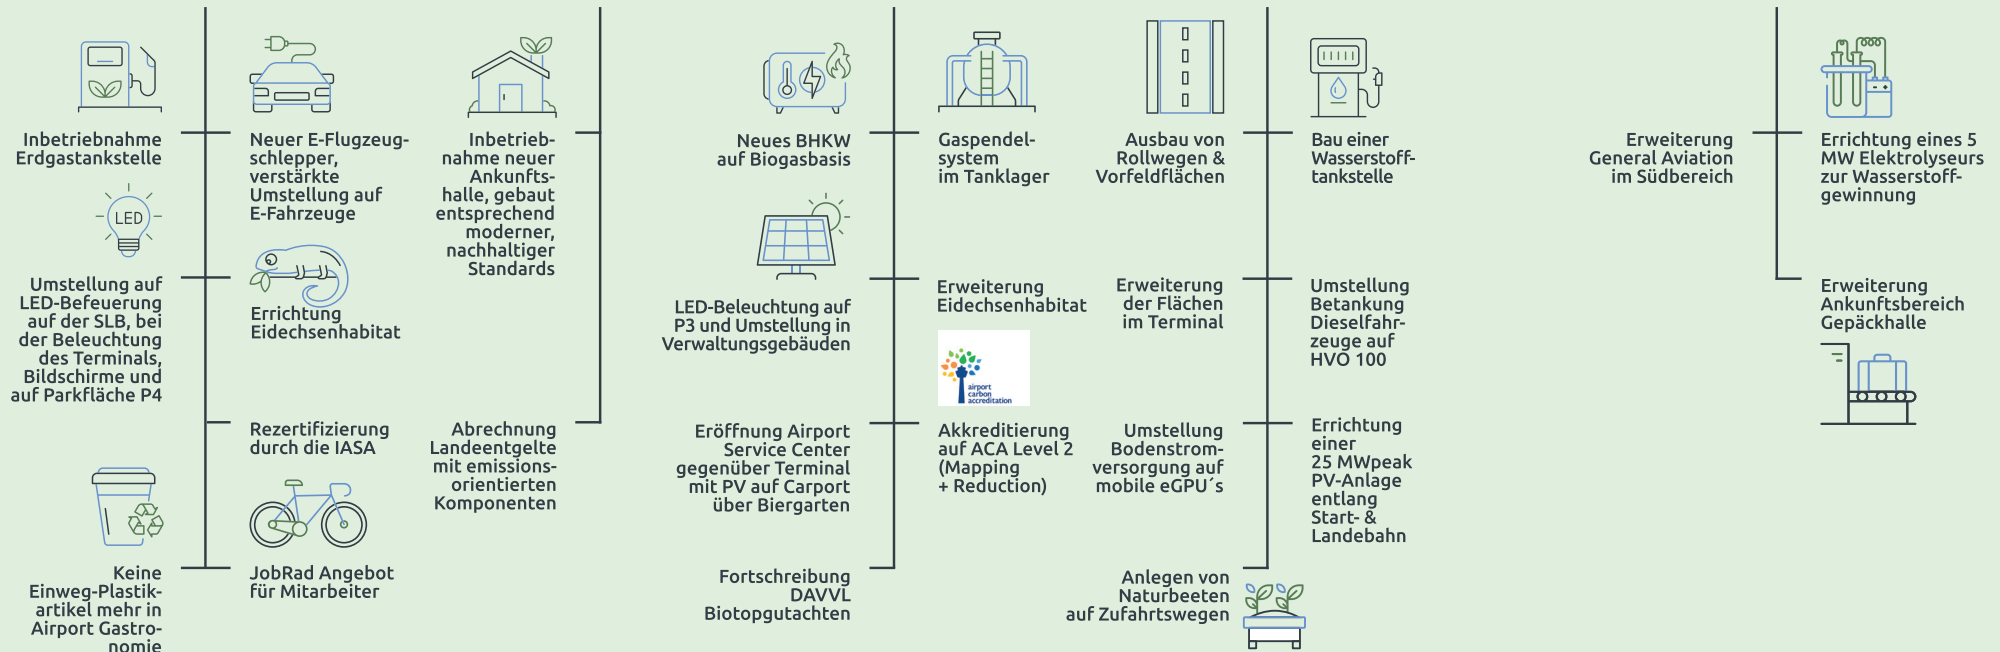 Inbetriebnahme
Erdgastankstelle
LED
Umstellung auf
LED-Befeuerung
auf der SLB, bei
der Beleuchtung
des Terminals,
Bildschirme und
auf Parkfläche P4
Keine
Einweg-Plastik-
artikel mehr in
Airport Gastro-
nomie
Neuer E-Flugzeug-
schlepper,
verstärkte
Umstellung auf
E-Fahrzeuge
Errichtung
Eidechsenhabitat
Rezertifizierung
durch die IASA
JobRad Angebot
für Mitarbeiter
Inbetrieb-
nahme neuer
Ankunfts-
halle, gebaut
entsprechend
moderner,
nachhaltiger
Standards
Abrechnung
Landeentgelte
mit emissions-
orientierten
Komponenten
Neues BHKW
auf Biogasbasis
LED-Beleuchtung auf
P3 und Umstellung in
Verwaltungsgebäuden
Eröffnung Airport
Service Center
gegenüber Terminal
mit PV auf Carport
über Biergarten
Fortschreibung
DAVVL
Biotopgutachten
Gaspendel-
system
im Tanklager
Erweiterung
Eidechsenhabitat
airport
carbon
accreditation
Akkreditierung
auf ACA Level 2
(Mapping
+ Reduction)
Ausbau von
Rollwegen &
Vorfeldflächen
Erweiterung
der Flächen
im Terminal
Umstellung
Bodenstrom-
versorgung auf
mobile eGPU´s
Anlegen von
Naturbeeten
auf Zufahrtswegen
Bau einer
Wasserstoff-
tankstelle
Umstellung
Betankung
Dieselfahr-
zeuge auf
HVO 100
Errichtung
einer
25 MWpeak
PV-Anlage
entlang
Start- &
Landebahn
Erweiterung
General Aviation
im Südbereich
Errichtung eines 5
MW Elektrolyseurs
zur Wasserstoff-
gewinnung
Erweiterung
Ankunftsbereich
Gepäckhalle